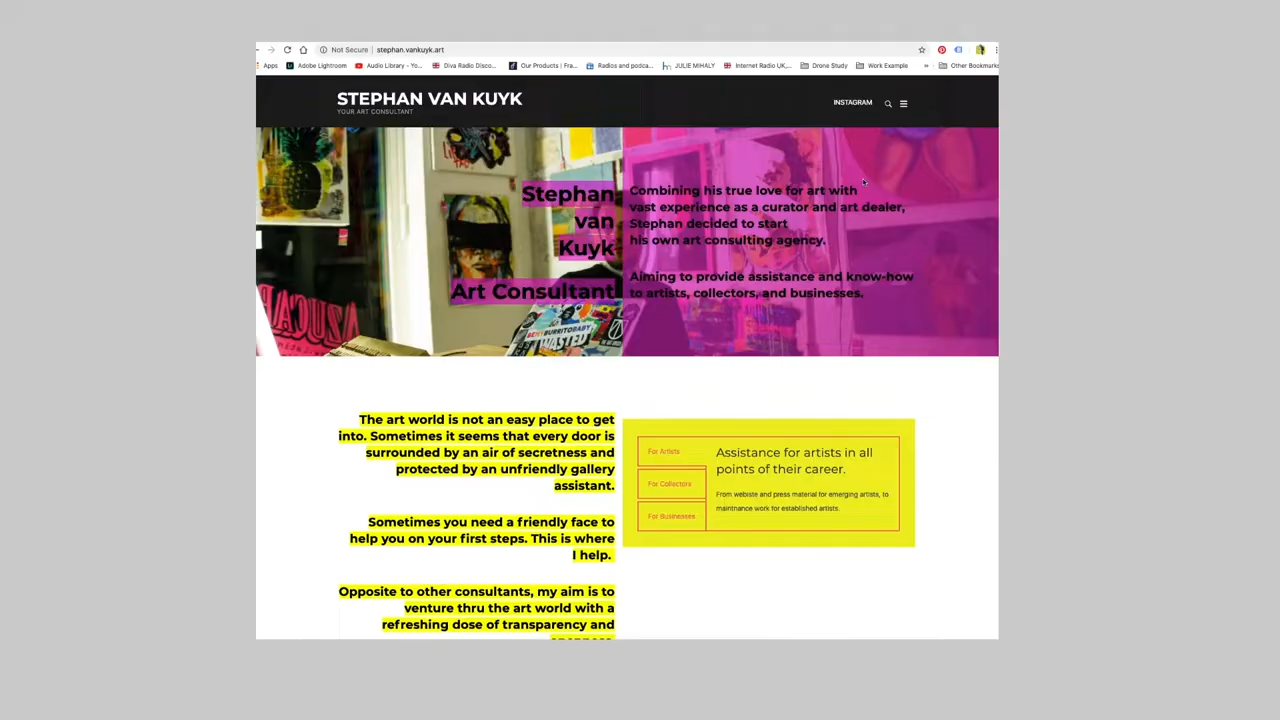 Not Secure | stephan.vankuyk.art
Apps Adobe Lightroom Audio Library - Yo... Diva Radio Disco... Our Products | Fra... Radios and podca... JULIE MIHALY Internet Radio UK,... Drone Study Work Example » Other Bookmarks
STEPHAN VAN KUYK
YOUR ART CONSULTANT
INSTAGRAM
Stephan
van
Kuyk
Art Consultant
Combining his true love for art with
vast experience as a curator and art dealer,
Stephan decided to start
his own art consulting agency.
Aiming to provide assistance and know-how
to artists, collectors, and businesses.
BURRITOBABY
WASTED
The art world is not an easy place to get
into. Sometimes it seems that every door is
surrounded by an air of secretness and
protected by an unfriendly gallery
assistant.
Sometimes you need a friendly face to
help you on your first steps. This is where
I help.
Opposite to other consultants, my aim is to
venture thru the art world with a
refreshing dose of transparency and
For Artists
For Collectors
For Businesses
Assistance for artists in all
points of their career.
From webiste and press material for emerging artists, to
maintnance work for established artists.